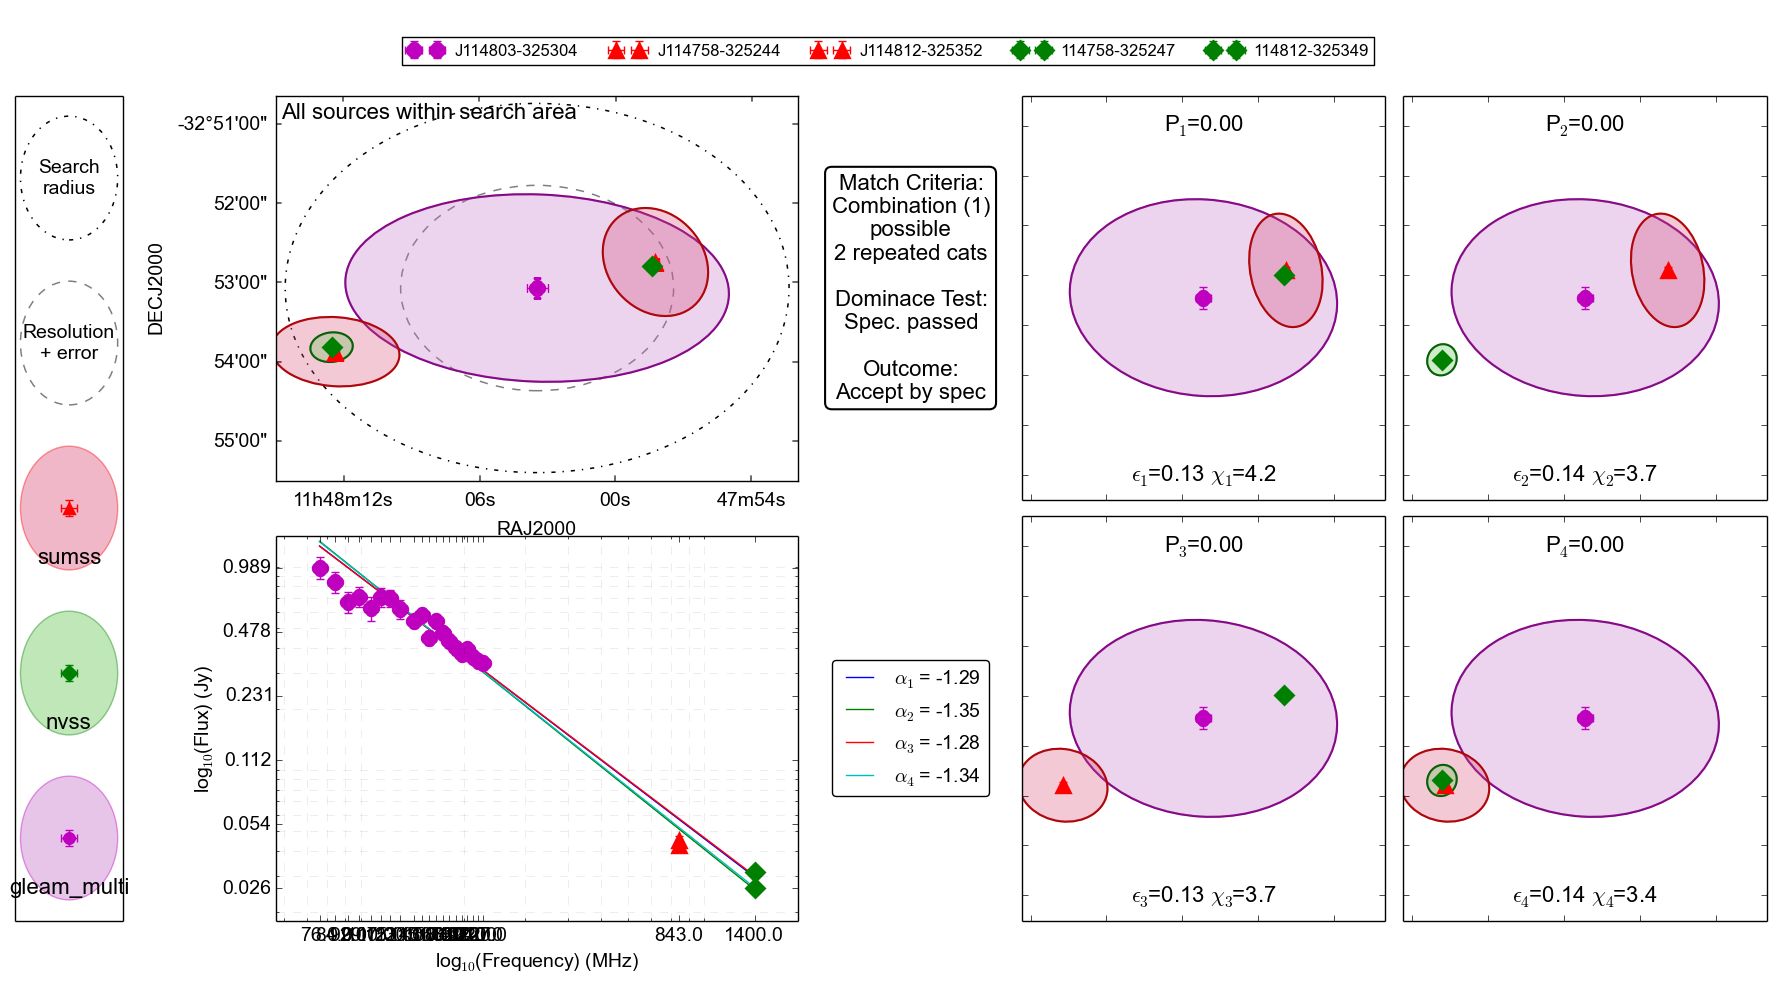 J114803-325304
J114758-325244
J114812-325352
114758-325247
114812-325349
Search
radius
Resolution
+ error
sumss
nvss
gleam_multi
All sources within search area
-32°51'00"
52'00"
53'00"
54'00"
55'00"
DECJ2000
11h48m12s
06s
00s
47m54s
RAJ2000
Match Criteria:
Combination (1)
possible
2 repeated cats
Dominace Test:
Spec. passed
Outcome:
Accept by spec
P1=0.00
ϵ1=0.13 χ1=4.2
P2=0.00
ϵ2=0.14 χ2=3.7
P3=0.00
ϵ3=0.13 χ3=3.7
P4=0.00
ϵ4=0.14 χ4=3.4
0.989
0.478
0.231
0.112
0.054
0.026
log10(Flux) (Jy)
843.0
1400.0
log10(Frequency) (MHz)
α1 = -1.29
α2 = -1.35
α3 = -1.28
α4 = -1.34